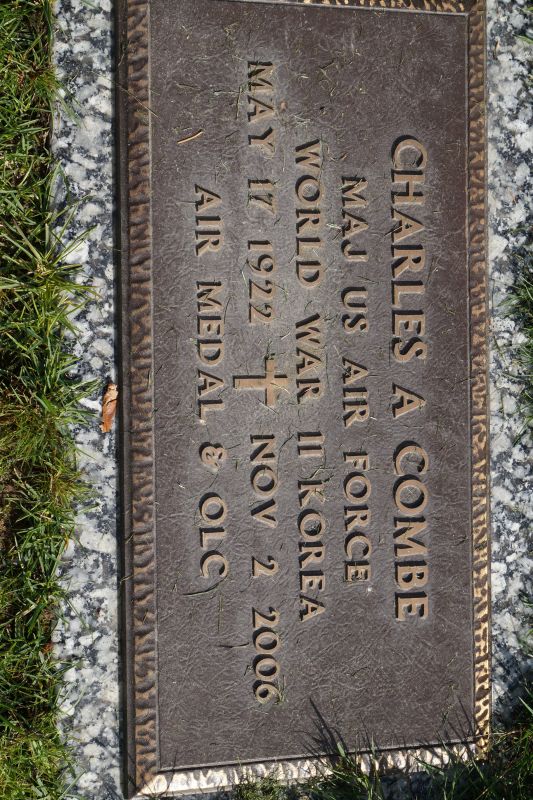 CHARLES A COMBE
MAJ US AIR FORCE
WORLD WAR II KOREA
MAY 17 1922 NOV 2 2006
AIR MEDAL & OLC